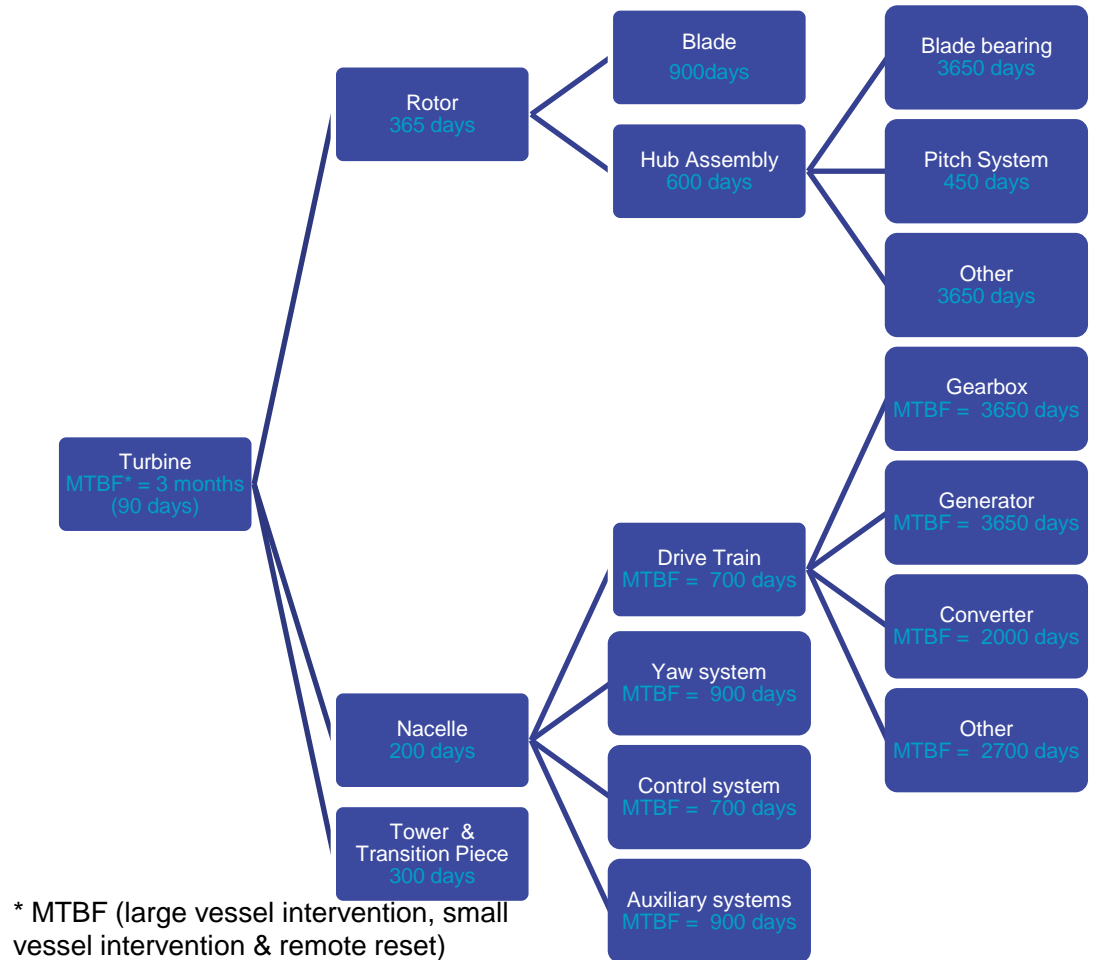 Turbine
MTBF* = 3 months
(90 days)
Rotor
365 days
Nacelle
200 days
Tower &
Transition Piece
300 days
Blade
900days
Hub Assembly
600 days
Drive Train
MTBF = 700 days
Yaw system
MTBF = 900 days
Control system
MTBF = 700 days
Auxiliary systems
MTBF = 900 days
Blade bearing
3650 days
Pitch System
450 days
Other
3650 days
Gearbox
MTBF = 3650 days
Generator
MTBF = 3650 days
Converter
MTBF = 2000 days
Other
MTBF = 2700 days
* MTBF (large vessel intervention, small
vessel intervention & remote reset)